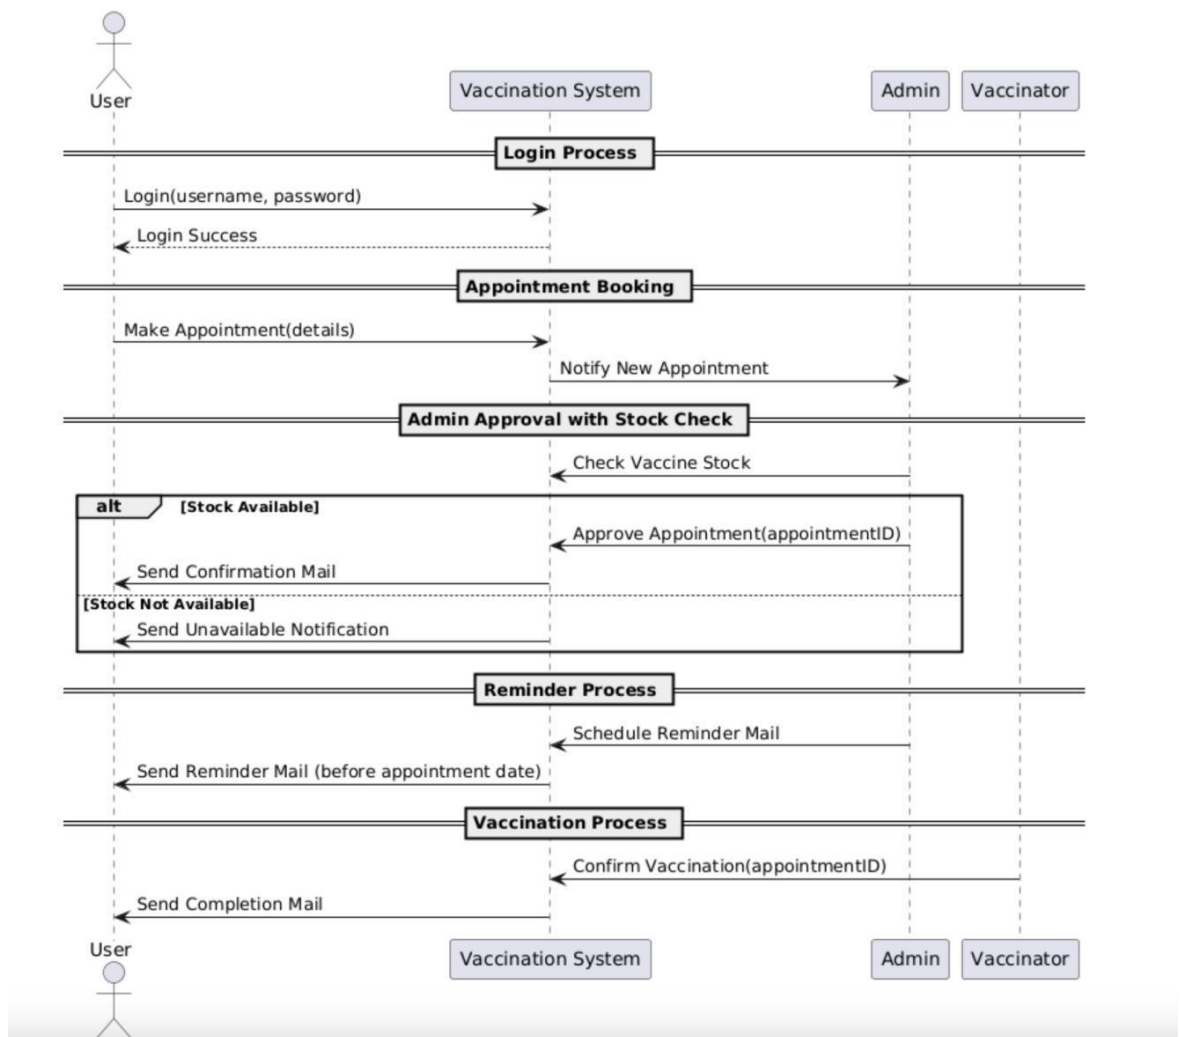 User
Vaccination System
Admin
Vaccinator
Login Process
Login(username, password)
Login Success
Appointment Booking
Make Appointment(details)
Notify New Appointment
Admin Approval with Stock Check
Check Vaccine Stock
alt
[Stock Available]
Approve Appointment(appointmentID)
Send Confirmation Mail
[Stock Not Available]
Send Unavailable Notification
Reminder Process
Schedule Reminder Mail
Send Reminder Mail (before appointment date)
Vaccination Process
Confirm Vaccination(appointmentID)
Send Completion Mail
User
Vaccination System
Admin
Vaccinator